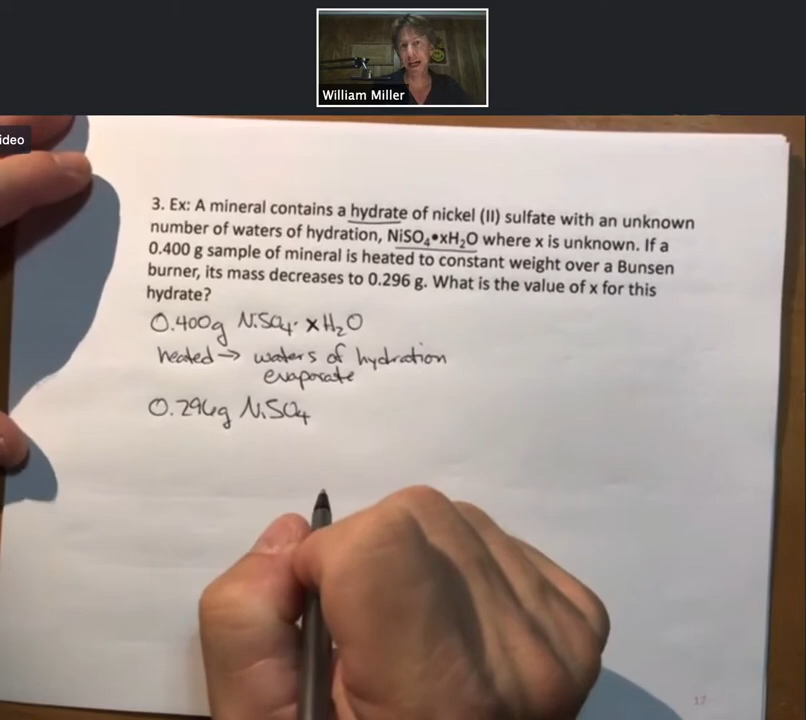 William Miller
ideo
3. Ex: A mineral contains a hydrate of nickel (II) sulfate with an unknown
number of waters of hydration, NiSO₄•xH₂O where x is unknown. If a
0.400 g sample of mineral is heated to constant weight over a Bunsen
burner, its mass decreases to 0.296 g. What is the value of x for this
hydrate?
0.400g NiSO₄· x H₂O
heated → waters of hydration
evaporate
0.296g NiSO₄
17